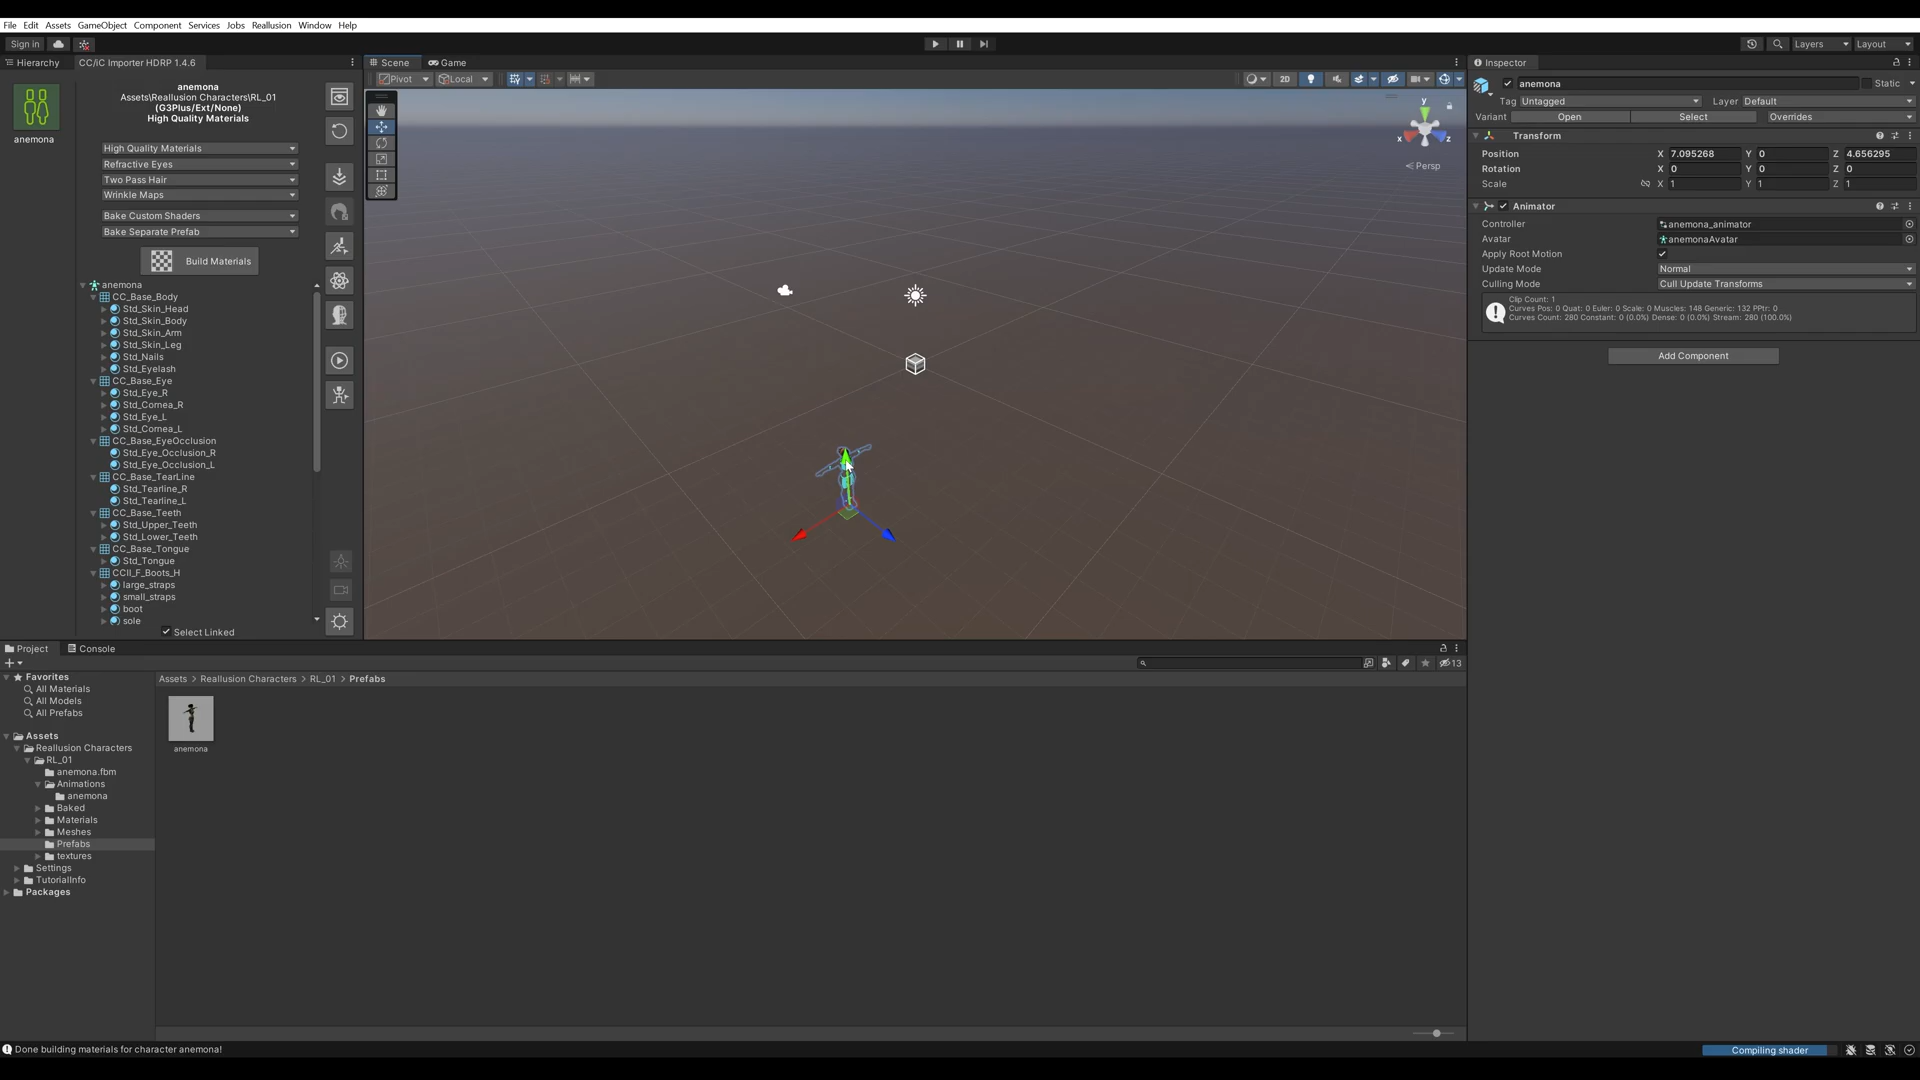 File Edit Assets GameObject Component Services Jobs Reallusion Window Help
Sign in Layers Layout
Hierarchy CC/iC Importer HDRP 1.4.6
anemona
Assets\Reallusion Characters\RL_01
(G3Plus/Ext/None)
High Quality Materials
anemona
High Quality Materials
Refractive Eyes
Two Pass Hair
Wrinkle Maps
Bake Custom Shaders
Bake Separate Prefab
Build Materials
anemona
CC_Base_Body
Std_Skin_Head
Std_Skin_Body
Std_Skin_Arm
Std_Skin_Leg
Std_Nails
Std_Eyelash
CC_Base_Eye
Std_Eye_R
Std_Cornea_R
Std_Eye_L
Std_Cornea_L
CC_Base_EyeOcclusion
Std_Eye_Occlusion_R
Std_Eye_Occlusion_L
CC_Base_TearLine
Std_Tearline_R
Std_Tearline_L
CC_Base_Teeth
Std_Upper_Teeth
Std_Lower_Teeth
CC_Base_Tongue
Std_Tongue
CCII_F_Boots_H
large_straps
small_straps
boot
sole
Select Linked
Scene Game
Pivot Local 2D
y
x z
Persp
Inspector
anemona Static
Tag Untagged Layer Default
Variant Open Select Overrides
Transform
Position X 7.095268 Y 0 Z 4.656295
Rotation X 0 Y 0 Z 0
Scale X 1 Y 1 Z 1
Animator
Controller anemona_animator
Avatar anemonaAvatar
Apply Root Motion
Update Mode Normal
Culling Mode Cull Update Transforms
Clip Count: 1
Curves Pos: 0 Quat: 0 Euler: 0 Scale: 0 Muscles: 148 Generic: 132 PPtr: 0
Curves Count: 280 Constant: 0 (0.0%) Dense: 0 (0.0%) Stream: 280 (100.0%)
Add Component
Project Console
13
Favorites
All Materials
All Models
All Prefabs
Assets
Reallusion Characters
RL_01
anemona.fbm
Animations
anemona
Baked
Materials
Meshes
Prefabs
textures
Settings
TutorialInfo
Packages
Assets > Reallusion Characters > RL_01 > Prefabs
anemona
Done building materials for character anemona!
Compiling shader